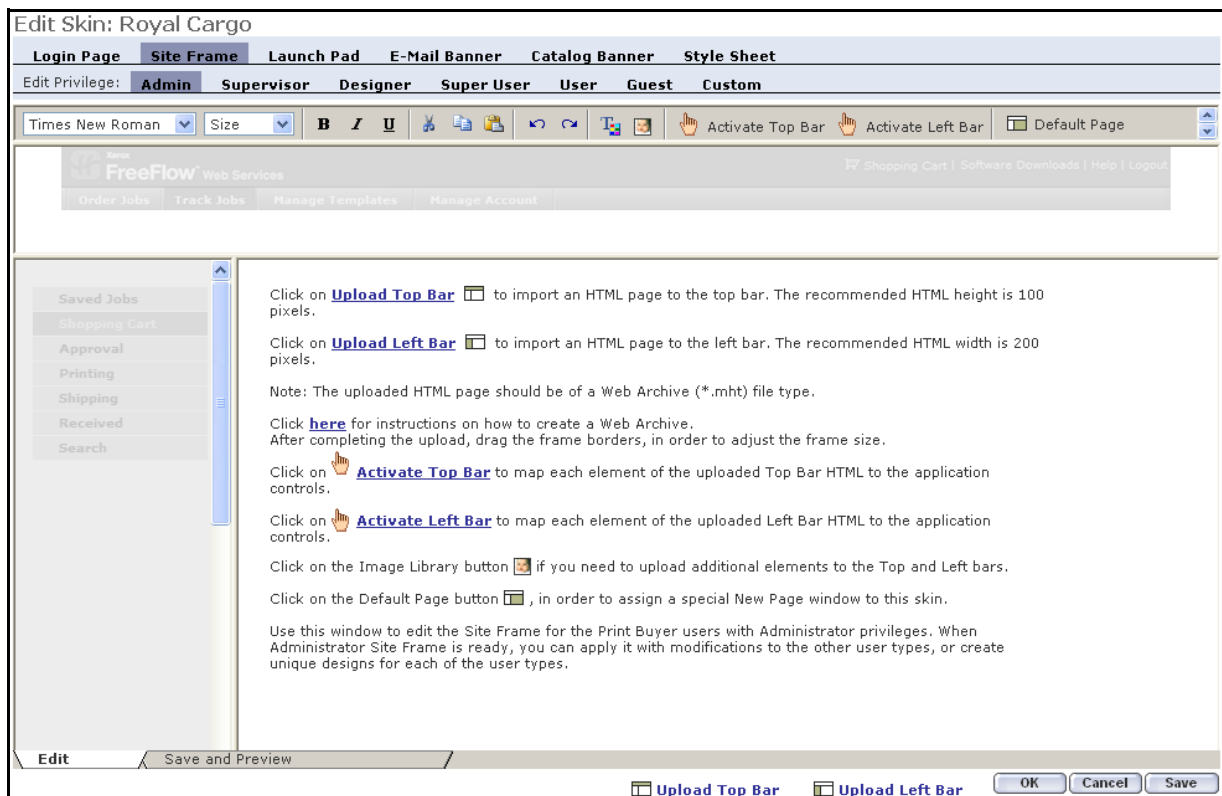 Edit Skin: Royal Cargo
Login Page Site Frame Launch Pad E-Mail Banner Catalog Banner Style Sheet
Edit Privilege: Admin Supervisor Designer Super User User Guest Custom
Times New Roman Size B I U Activate Top Bar Activate Left Bar Default Page
Xerox
FreeFlow Web Services
Shopping Cart | Software Downloads | Help | Logout
Order Jobs Track Jobs Manage Templates Manage Account
Saved Jobs
Shopping Cart
Approval
Printing
Shipping
Received
Search
Click on Upload Top Bar to import an HTML page to the top bar. The recommended HTML height is 100
pixels.
Click on Upload Left Bar to import an HTML page to the left bar. The recommended HTML width is 200
pixels.
Note: The uploaded HTML page should be of a Web Archive (*.mht) file type.
Click here for instructions on how to create a Web Archive.
After completing the upload, drag the frame borders, in order to adjust the frame size.
Click on Activate Top Bar to map each element of the uploaded Top Bar HTML to the application
controls.
Click on Activate Left Bar to map each element of the uploaded Left Bar HTML to the application
controls.
Click on the Image Library button if you need to upload additional elements to the Top and Left bars.
Click on the Default Page button , in order to assign a special New Page window to this skin.
Use this window to edit the Site Frame for the Print Buyer users with Administrator privileges. When
Administrator Site Frame is ready, you can apply it with modifications to the other user types, or create
unique designs for each of the user types.
Edit Save and Preview
Upload Top Bar Upload Left Bar OK Cancel Save